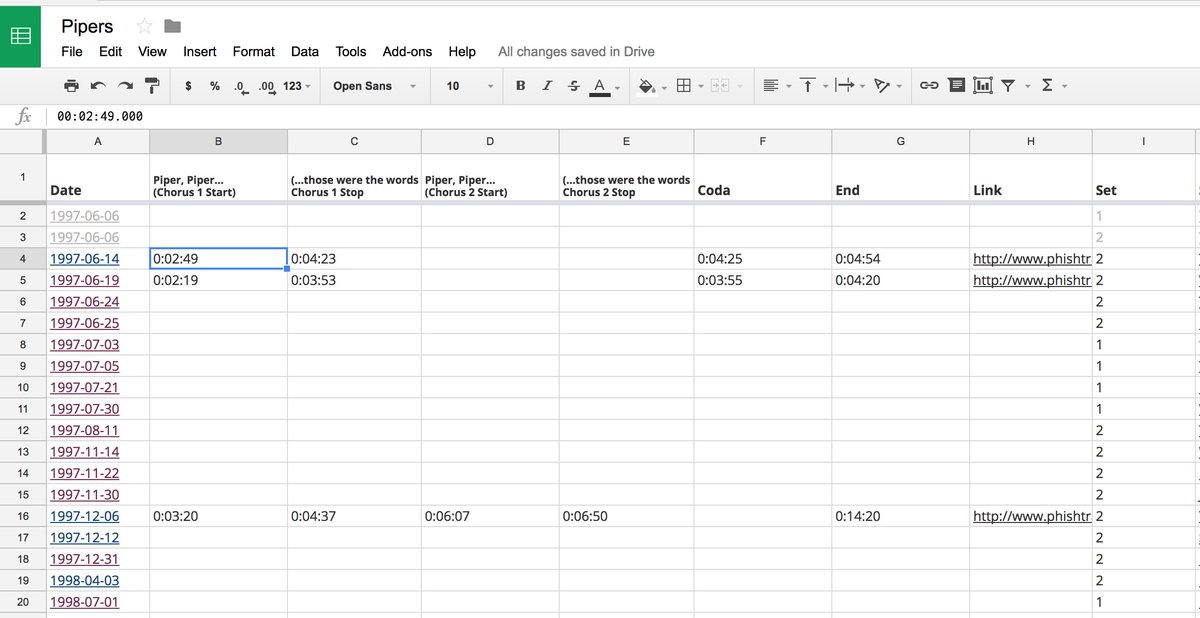 Pipers
File Edit View Insert Format Data Tools Add-ons Help All changes saved in Drive
$ % .0 .00 123 Open Sans 10 B I S A Σ
fx 00:02:49.000
A B C D E F G H I
1 Date Piper, Piper... (Chorus 1 Start) (...those were the words Chorus 1 Stop Piper, Piper... (Chorus 2 Start) (...those were the words Chorus 2 Stop Coda End Link Set
2 1997-06-06 1
3 1997-06-06 2
4 1997-06-14 0:02:49 0:04:23 0:04:25 0:04:54 http://www.phishtr 2
5 1997-06-19 0:02:19 0:03:53 0:03:55 0:04:20 http://www.phishtr 2
6 1997-06-24 2
7 1997-06-25 2
8 1997-07-03 1
9 1997-07-05 1
10 1997-07-21 1
11 1997-07-30 1
12 1997-08-11 2
13 1997-11-14 2
14 1997-11-22 2
15 1997-11-30 2
16 1997-12-06 0:03:20 0:04:37 0:06:07 0:06:50 0:14:20 http://www.phishtr 2
17 1997-12-12 2
18 1997-12-31 2
19 1998-04-03 2
20 1998-07-01 1